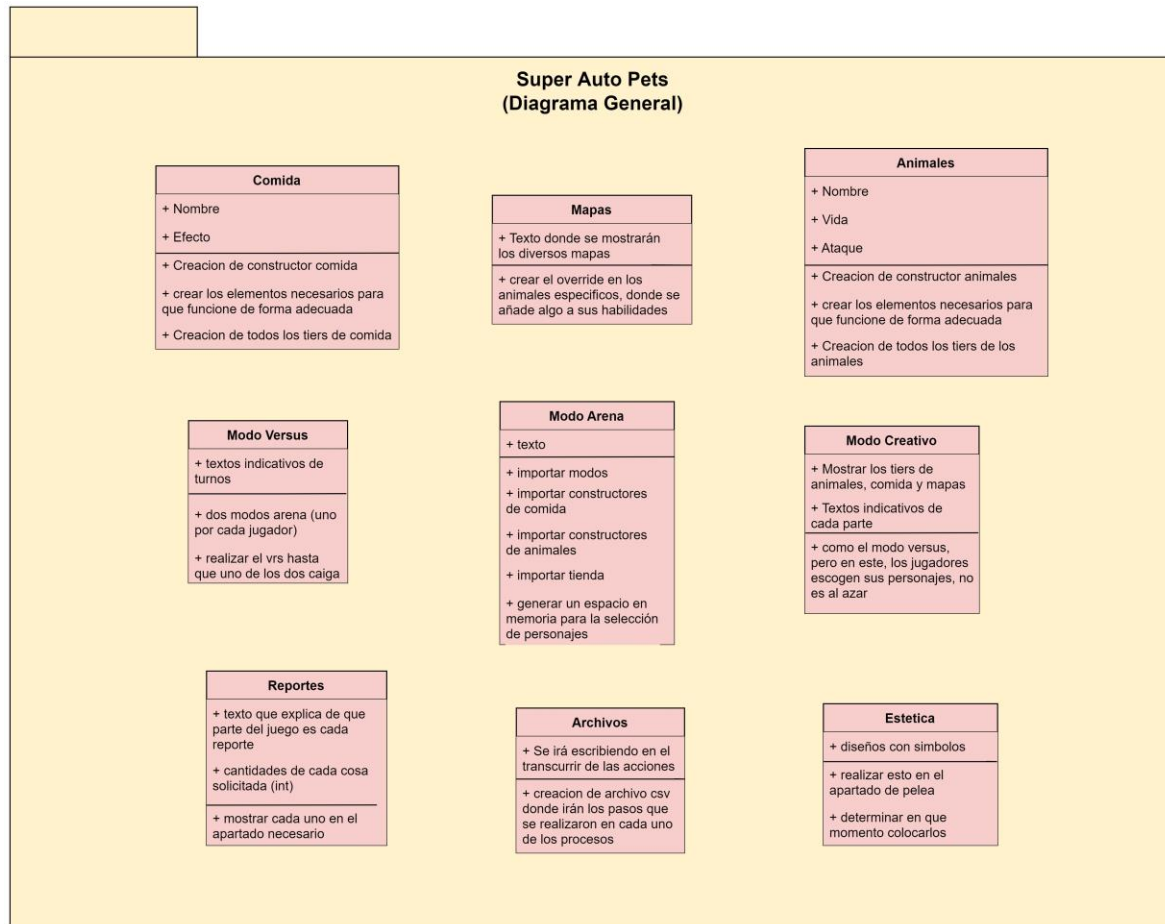 Super Auto Pets
(Diagrama General)
Comida
+ Nombre
+ Efecto
+ Creacion de constructor comida
+ crear los elementos necesarios para
que funcione de forma adecuada
+ Creacion de todos los tiers de comida
Mapas
+ Texto donde se mostrarán
los diversos mapas
+ crear el override en los
animales especificos, donde se
añade algo a sus habilidades
Animales
+ Nombre
+ Vida
+ Ataque
+ Creacion de constructor animales
+ crear los elementos necesarios para
que funcione de forma adecuada
+ Creacion de todos los tiers de los
animales
Modo Versus
+ textos indicativos de
turnos
+ dos modos arena (uno
por cada jugador)
+ realizar el vrs hasta
que uno de los dos caiga
Modo Arena
+ texto
+ importar modos
+ importar constructores
de comida
+ importar constructores
de animales
+ importar tienda
+ generar un espacio en
memoria para la selección
de personajes
Modo Creativo
+ Mostrar los tiers de
animales, comida y mapas
+ Textos indicativos de
cada parte
+ como el modo versus,
pero en este, los jugadores
escogen sus personajes, no
es al azar
Reportes
+ texto que explica de que
parte del juego es cada
reporte
+ cantidades de cada cosa
solicitada (int)
+ mostrar cada uno en el
apartado necesario
Archivos
+ Se irá escribiendo en el
transcurrir de las acciones
+ creacion de archivo csv
donde irán los pasos que
se realizaron en cada uno
de los procesos
Estetica
+ diseños con simbolos
+ realizar esto en el
apartado de pelea
+ determinar en que
momento colocarlos